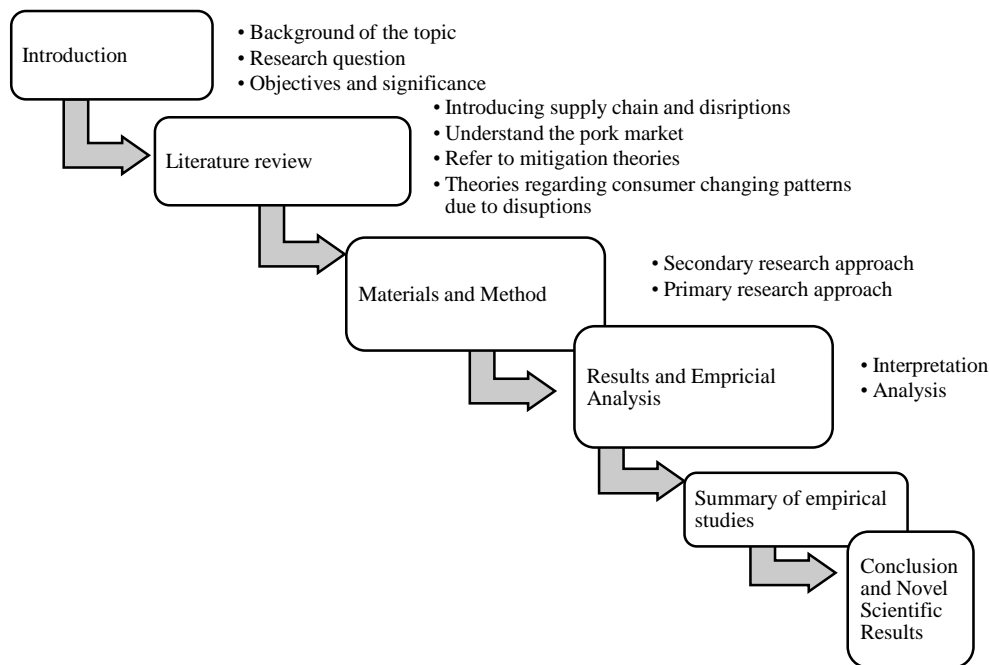 Introduction
• Background of the topic
• Research question
• Objectives and significance
Literature review
• Introducing supply chain and disriptions
• Understand the pork market
• Refer to mitigation theories
• Theories regarding consumer changing patterns
due to disuptions
Materials and Method
• Secondary research approach
• Primary research approach
Results and Empricial
Analysis
• Interpretation
• Analysis
Summary of empirical
studies
Conclusion
and Novel
Scientific
Results